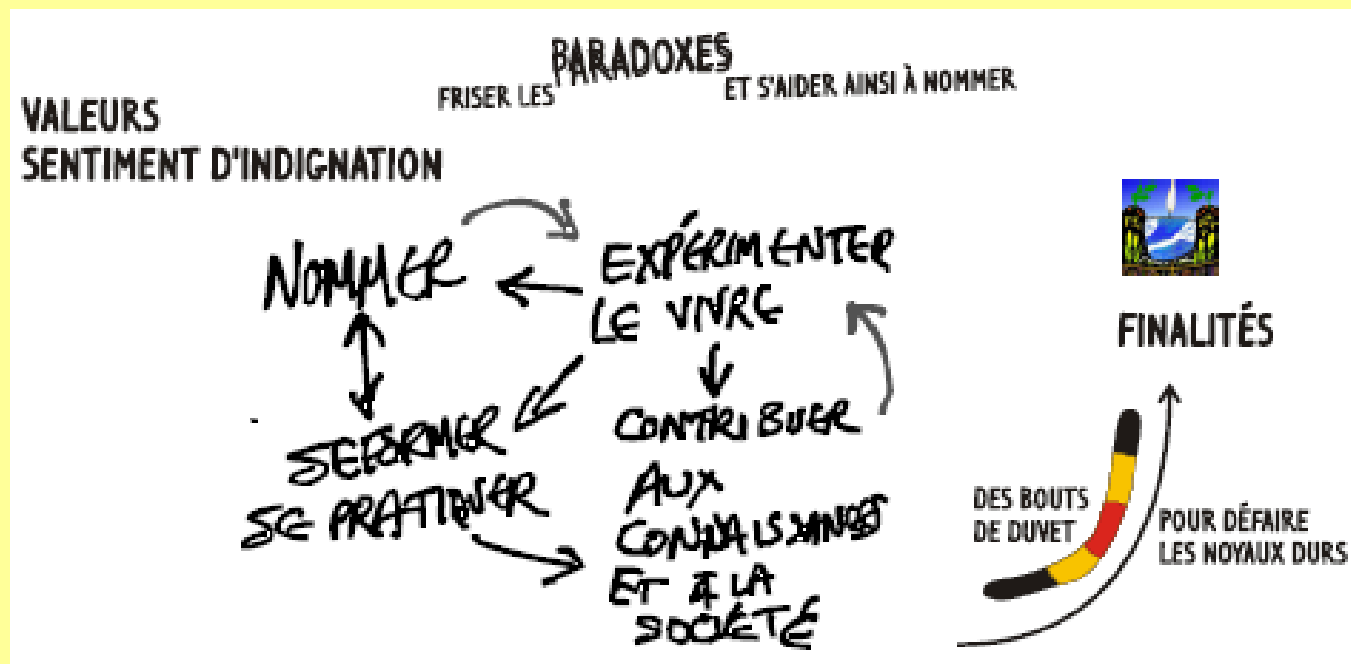 FRISER LES PARADOXES ET S'AIDER AINSI À NOMMER
VALEURS
SENTIMENT D'INDIGNATION
NOMMER
EXPÉRIMENTER
LE VIVRE
SE FORMER
SE PRATIQUER
CONTRIBUER
AUX
CONNAISSANCES
ET À LA
SOCIÉTÉ
FINALITÉS
DES BOUTS
DE DUVET
POUR DÉFAIRE
LES NOYAUX DURS